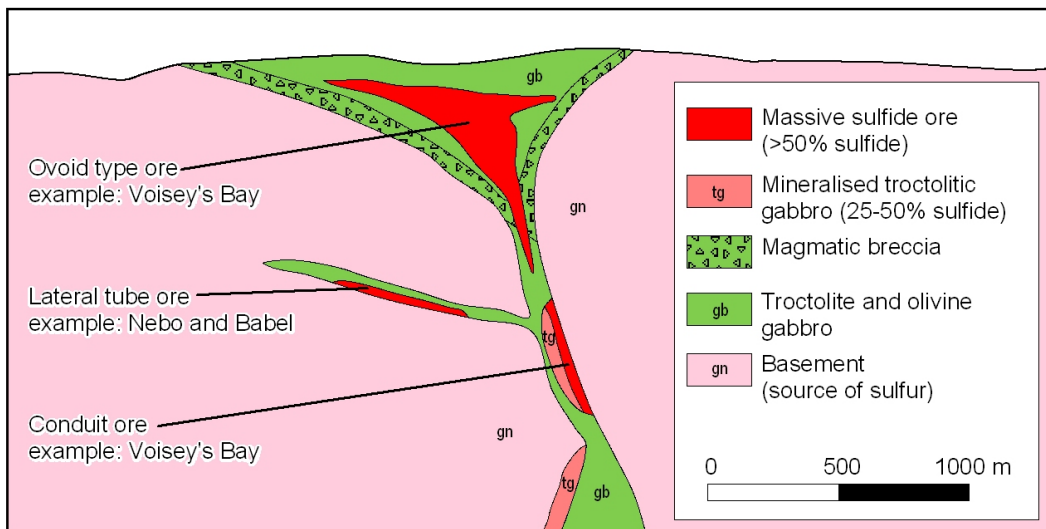 gb
gn
tg
gn
tg
gb
Ovoid type ore
example: Voisey's Bay
Lateral tube ore
example: Nebo and Babel
Conduit ore
example: Voisey's Bay
Massive sulfide ore
(>50% sulfide)
tg
Mineralised troctolitic
gabbro (25-50% sulfide)
Magmatic breccia
gb
Troctolite and olivine
gabbro
gn
Basement
(source of sulfur)
0 500 1000 m